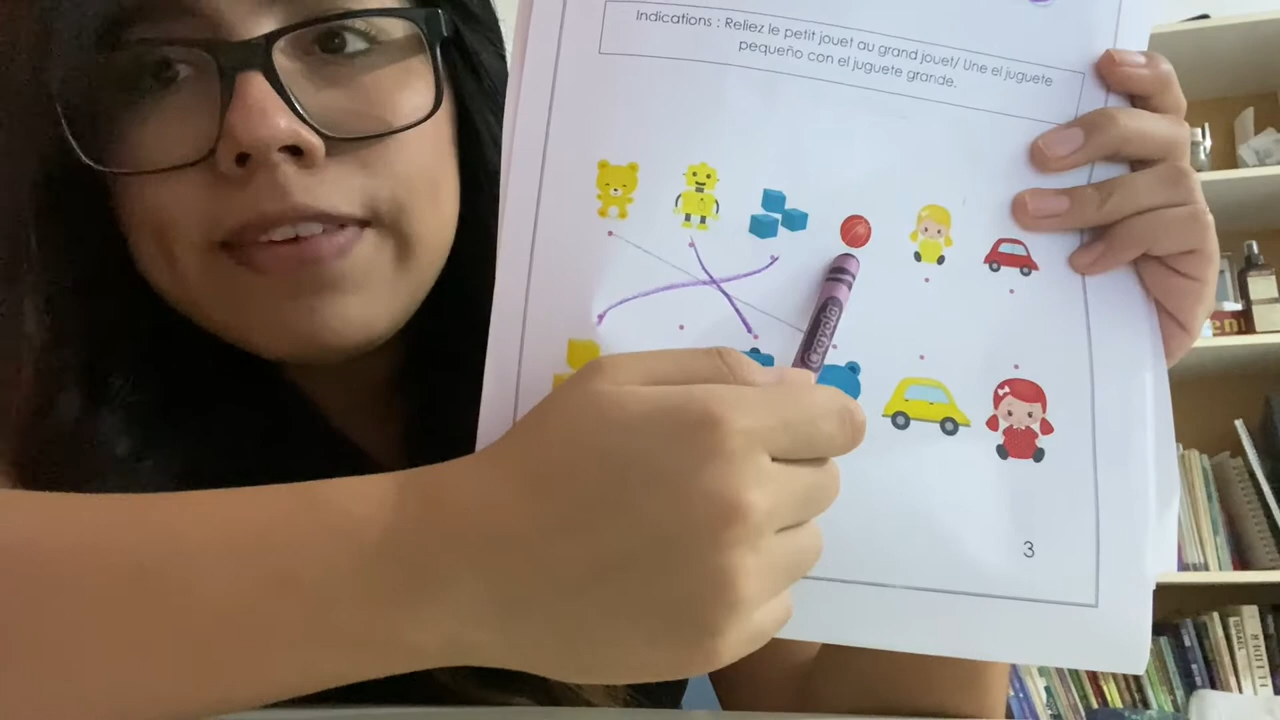 Indications : Reliez le petit jouet au grand jouet/ Une el juguete
pequeño con el juguete grande.
Crayola
3